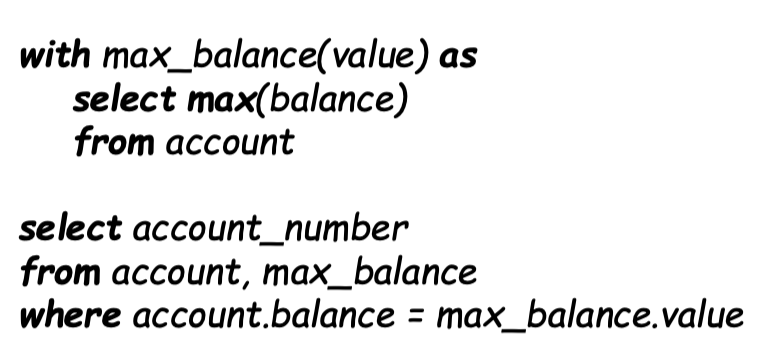 with max_balance(value) as
select max(balance)
from account
select account_number
from account, max_balance
where account.balance = max_balance.value